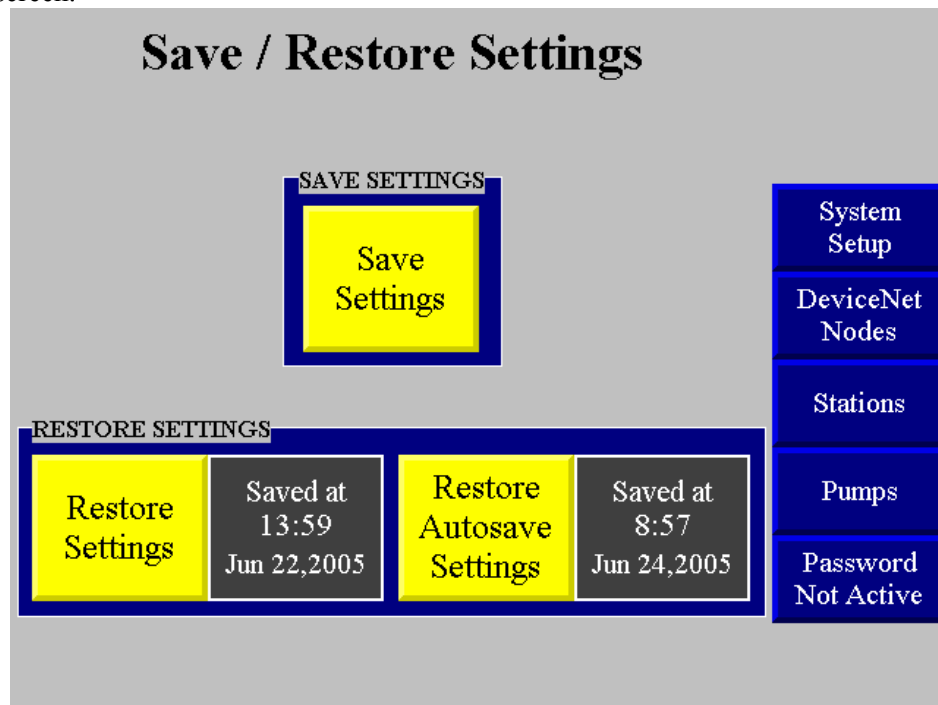 screen.
Save / Restore Settings
SAVE SETTINGS
Save
Settings
System
Setup
DeviceNet
Nodes
Stations
Pumps
Password
Not Active
RESTORE SETTINGS
Restore
Settings
Saved at
13:59
Jun 22,2005
Restore
Autosave
Settings
Saved at
8:57
Jun 24,2005